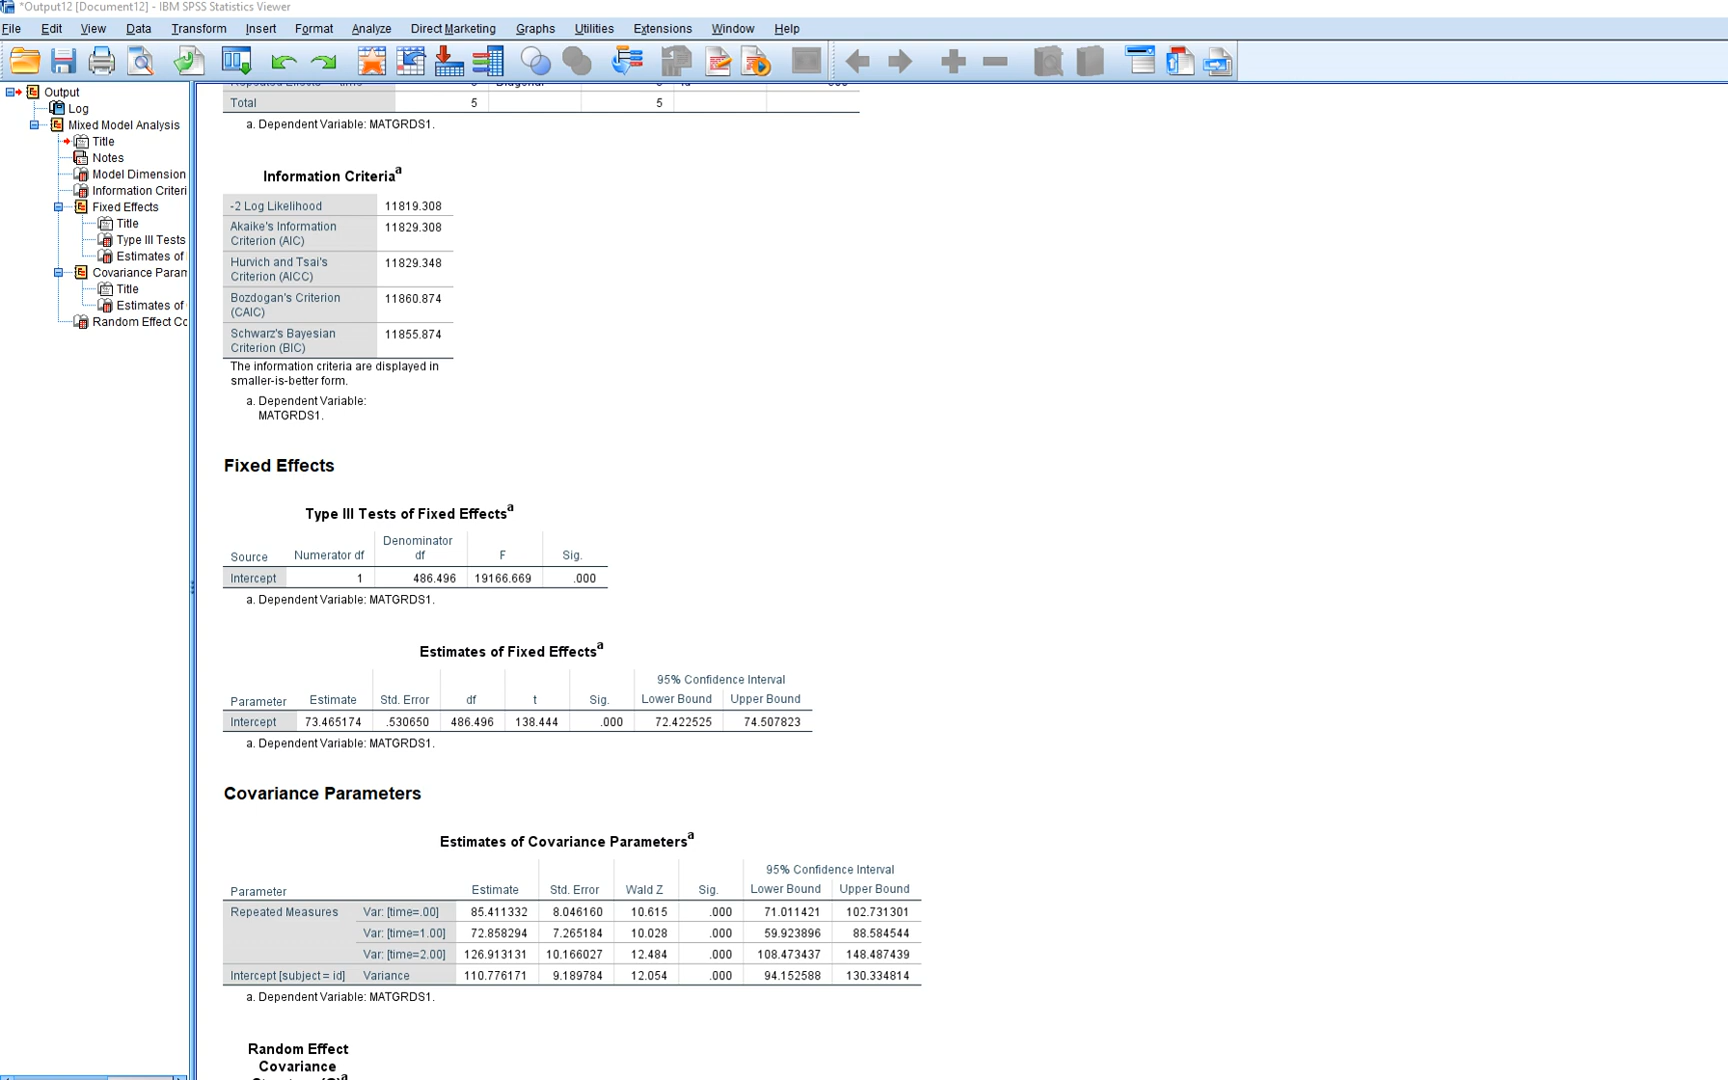 *Output12 [Document12] - IBM SPSS Statistics Viewer
File Edit View Data Transform Insert Format Analyze Direct Marketing Graphs Utilities Extensions Window Help
Output
Log
Mixed Model Analysis
Title
Notes
Model Dimension
Information Criteri
Fixed Effects
Title
Type III Tests
Estimates of
Covariance Param
Title
Estimates of
Random Effect Co
Total 5 5
a. Dependent Variable: MATGRDS1.
Information Criteria a
-2 Log Likelihood 11819.308
Akaike's Information 11829.308
Criterion (AIC)
Hurvich and Tsai's 11829.348
Criterion (AICC)
Bozdogan's Criterion 11860.874
(CAIC)
Schwarz's Bayesian 11855.874
Criterion (BIC)
The information criteria are displayed in
smaller-is-better form.
a. Dependent Variable:
MATGRDS1.
Fixed Effects
Type III Tests of Fixed Effects a
Denominator
Source Numerator df df F Sig.
Intercept 1 486.496 19166.669 .000
a. Dependent Variable: MATGRDS1.
Estimates of Fixed Effects a
95% Confidence Interval
Parameter Estimate Std. Error df t Sig. Lower Bound Upper Bound
Intercept 73.465174 .530650 486.496 138.444 .000 72.422525 74.507823
a. Dependent Variable: MATGRDS1.
Covariance Parameters
Estimates of Covariance Parameters a
95% Confidence Interval
Parameter Estimate Std. Error Wald Z Sig. Lower Bound Upper Bound
Repeated Measures Var: [time=.00] 85.411332 8.046160 10.615 .000 71.011421 102.731301
Var: [time=1.00] 72.858294 7.265184 10.028 .000 59.923896 88.584544
Var: [time=2.00] 126.913131 10.166027 12.484 .000 108.473437 148.487439
Intercept [subject = id] Variance 110.776171 9.189784 12.054 .000 94.152588 130.334814
a. Dependent Variable: MATGRDS1.
Random Effect
Covariance